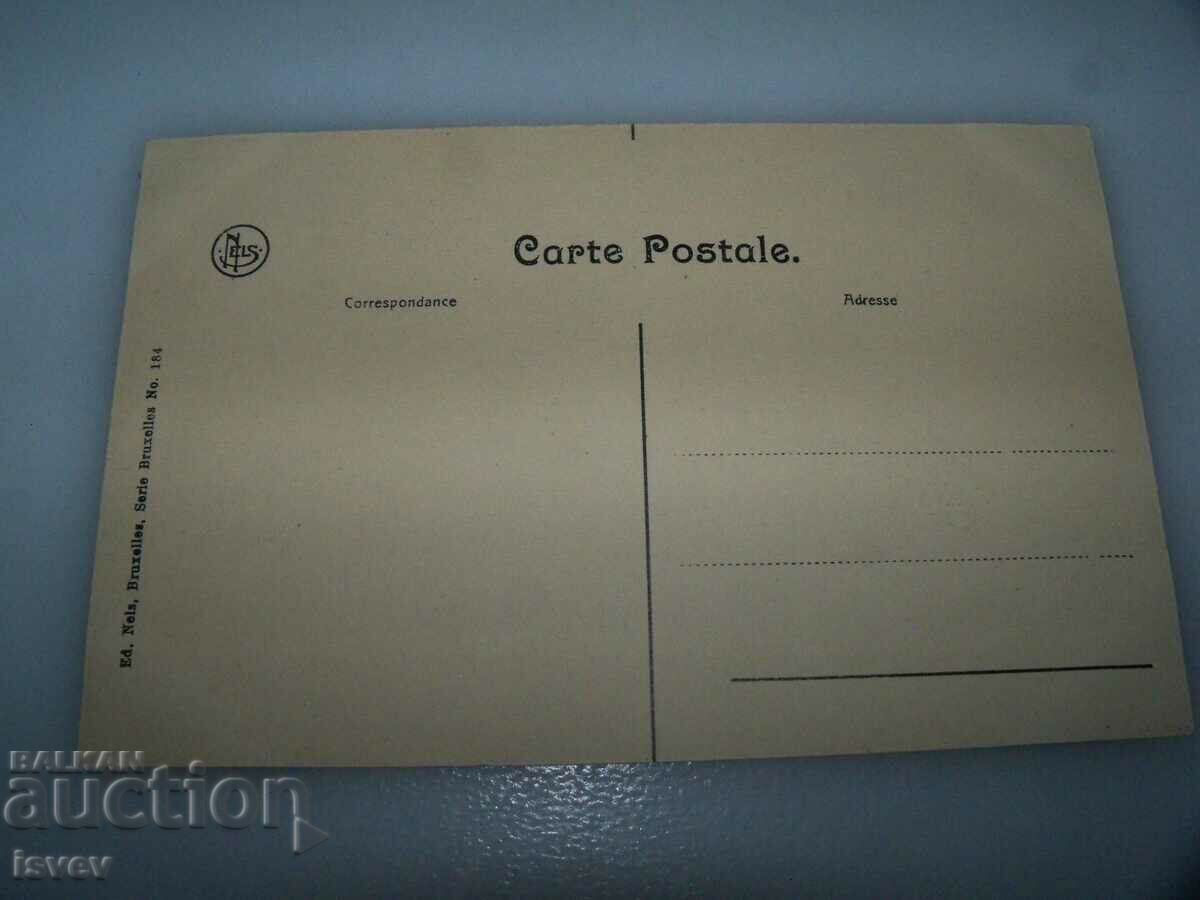 NELS
Carte Postale.
Correspondance
Adresse
Ed. Nels, Bruxelles, Serie Bruxelles No. 184
BALKAN
auction
isvev